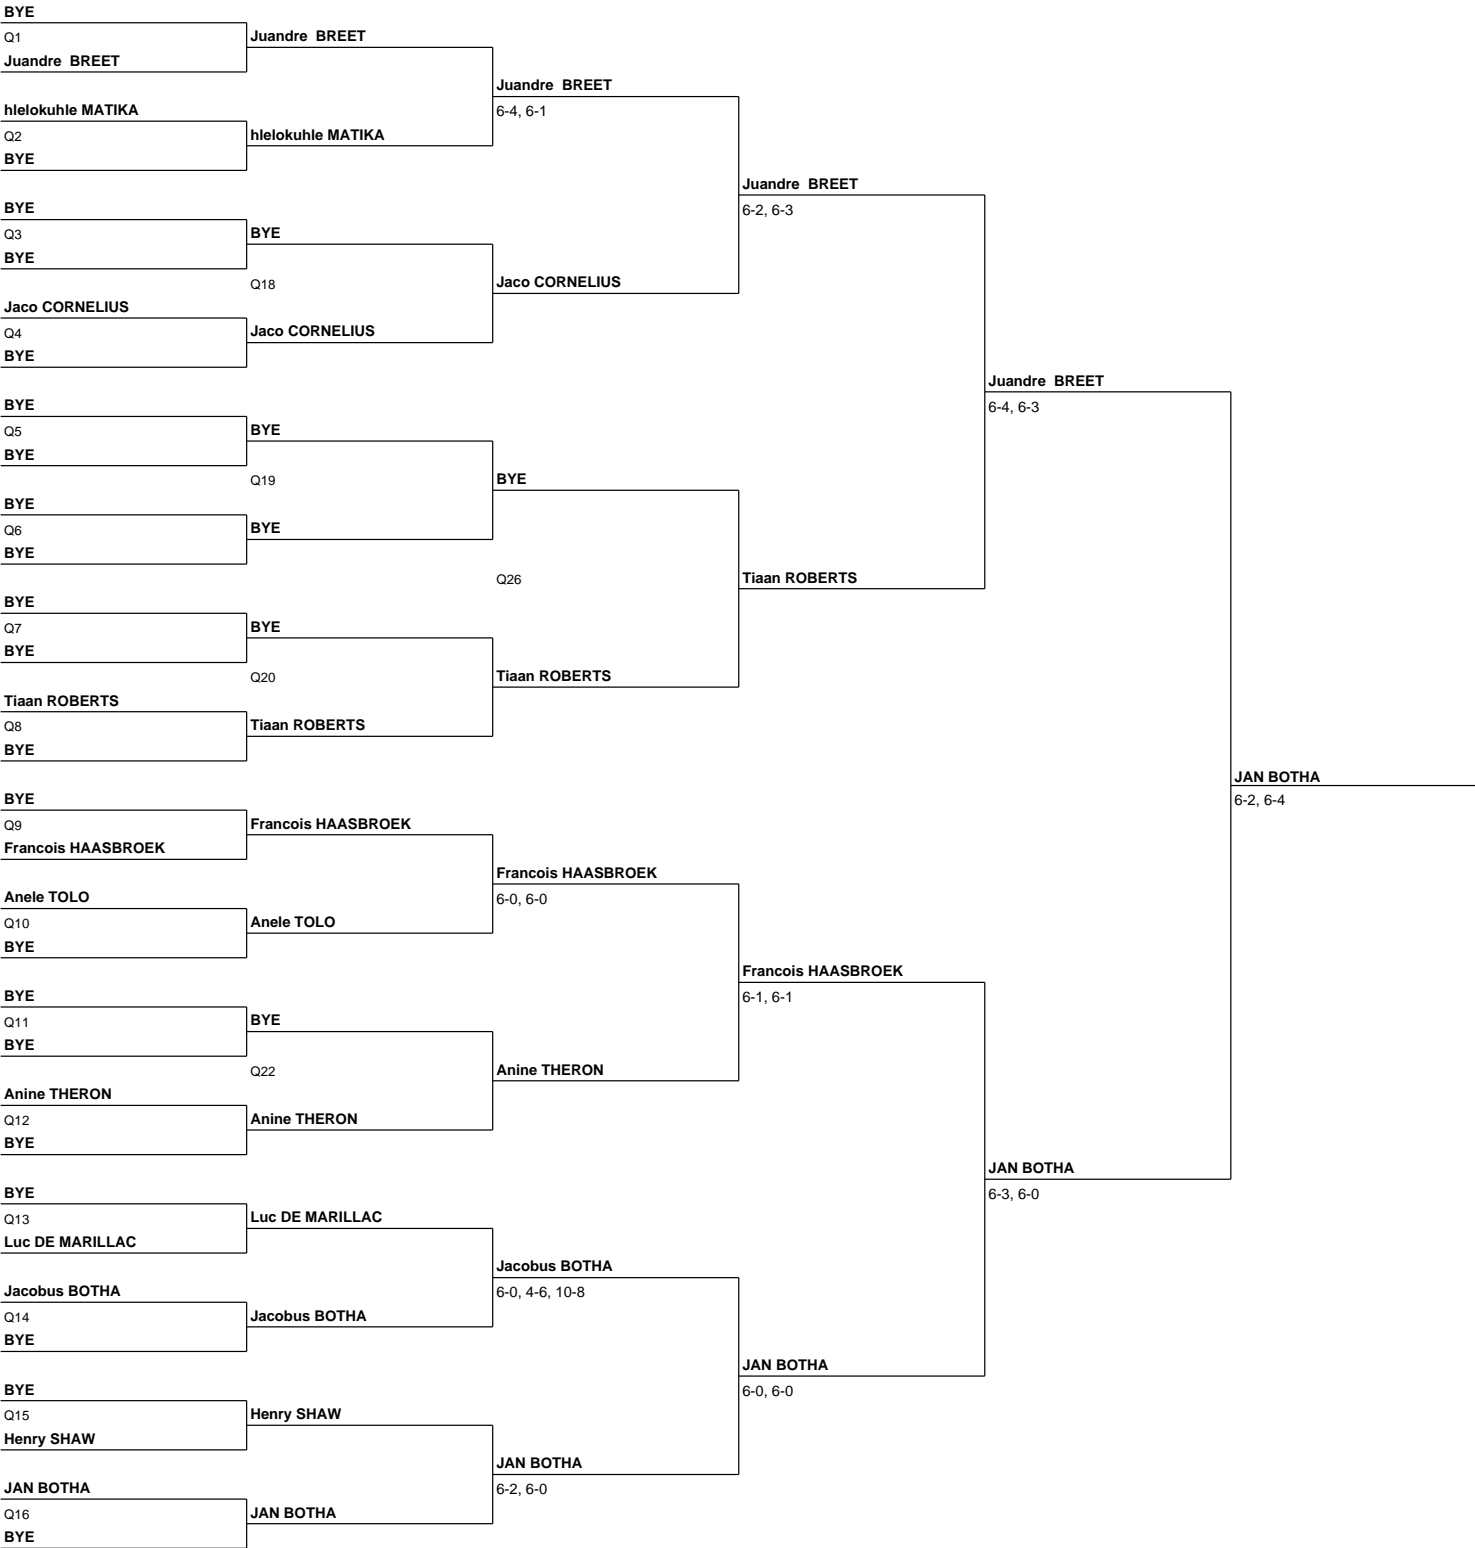 BYE
Q1
Juandre  BREET
Juandre  BREET
Juandre  BREET
6-4, 6-1
hlelokuhle MATIKA
Q2
hlelokuhle MATIKA
BYE
Juandre  BREET
6-2, 6-3
BYE
Q3
BYE
BYE
Q18
Jaco CORNELIUS
Jaco CORNELIUS
Q4
Jaco CORNELIUS
BYE
Juandre  BREET
6-4, 6-3
BYE
Q5
BYE
BYE
Q19
BYE
BYE
Q6
BYE
BYE
Q26
Tiaan ROBERTS
BYE
Q7
BYE
BYE
Q20
Tiaan ROBERTS
Tiaan ROBERTS
Q8
Tiaan ROBERTS
BYE
JAN BOTHA
6-2, 6-4
BYE
Q9
Francois HAASBROEK
Francois HAASBROEK
Francois HAASBROEK
6-0, 6-0
Anele TOLO
Q10
Anele TOLO
BYE
Francois HAASBROEK
6-1, 6-1
BYE
Q11
BYE
BYE
Q22
Anine THERON
Anine THERON
Q12
Anine THERON
BYE
JAN BOTHA
6-3, 6-0
BYE
Q13
Luc DE MARILLAC
Luc DE MARILLAC
Jacobus BOTHA
6-0, 4-6, 10-8
Jacobus BOTHA
Q14
Jacobus BOTHA
BYE
JAN BOTHA
6-0, 6-0
BYE
Q15
Henry SHAW
Henry SHAW
JAN BOTHA
6-2, 6-0
JAN BOTHA
Q16
JAN BOTHA
BYE